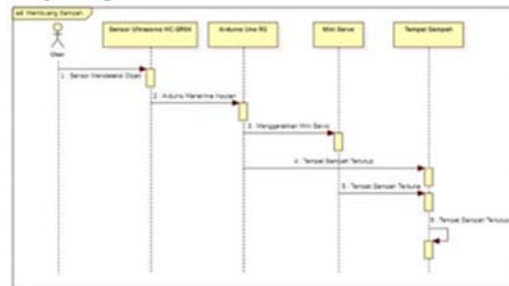 sd Membuang Sampah
User
Sensor Ultrasonic HC-SR04
Arduino Uno R3
Mini Servo
Tempat Sampah
1 : Sensor Mendeteksi Objek
2 : Arduino Menerima Inputan
3 : Menggerakkan Mini Servo
4 : Tempat Sampah Tertutup
5 : Tempat Sampah Terbuka
6 : Tempat Sampah Tertutup